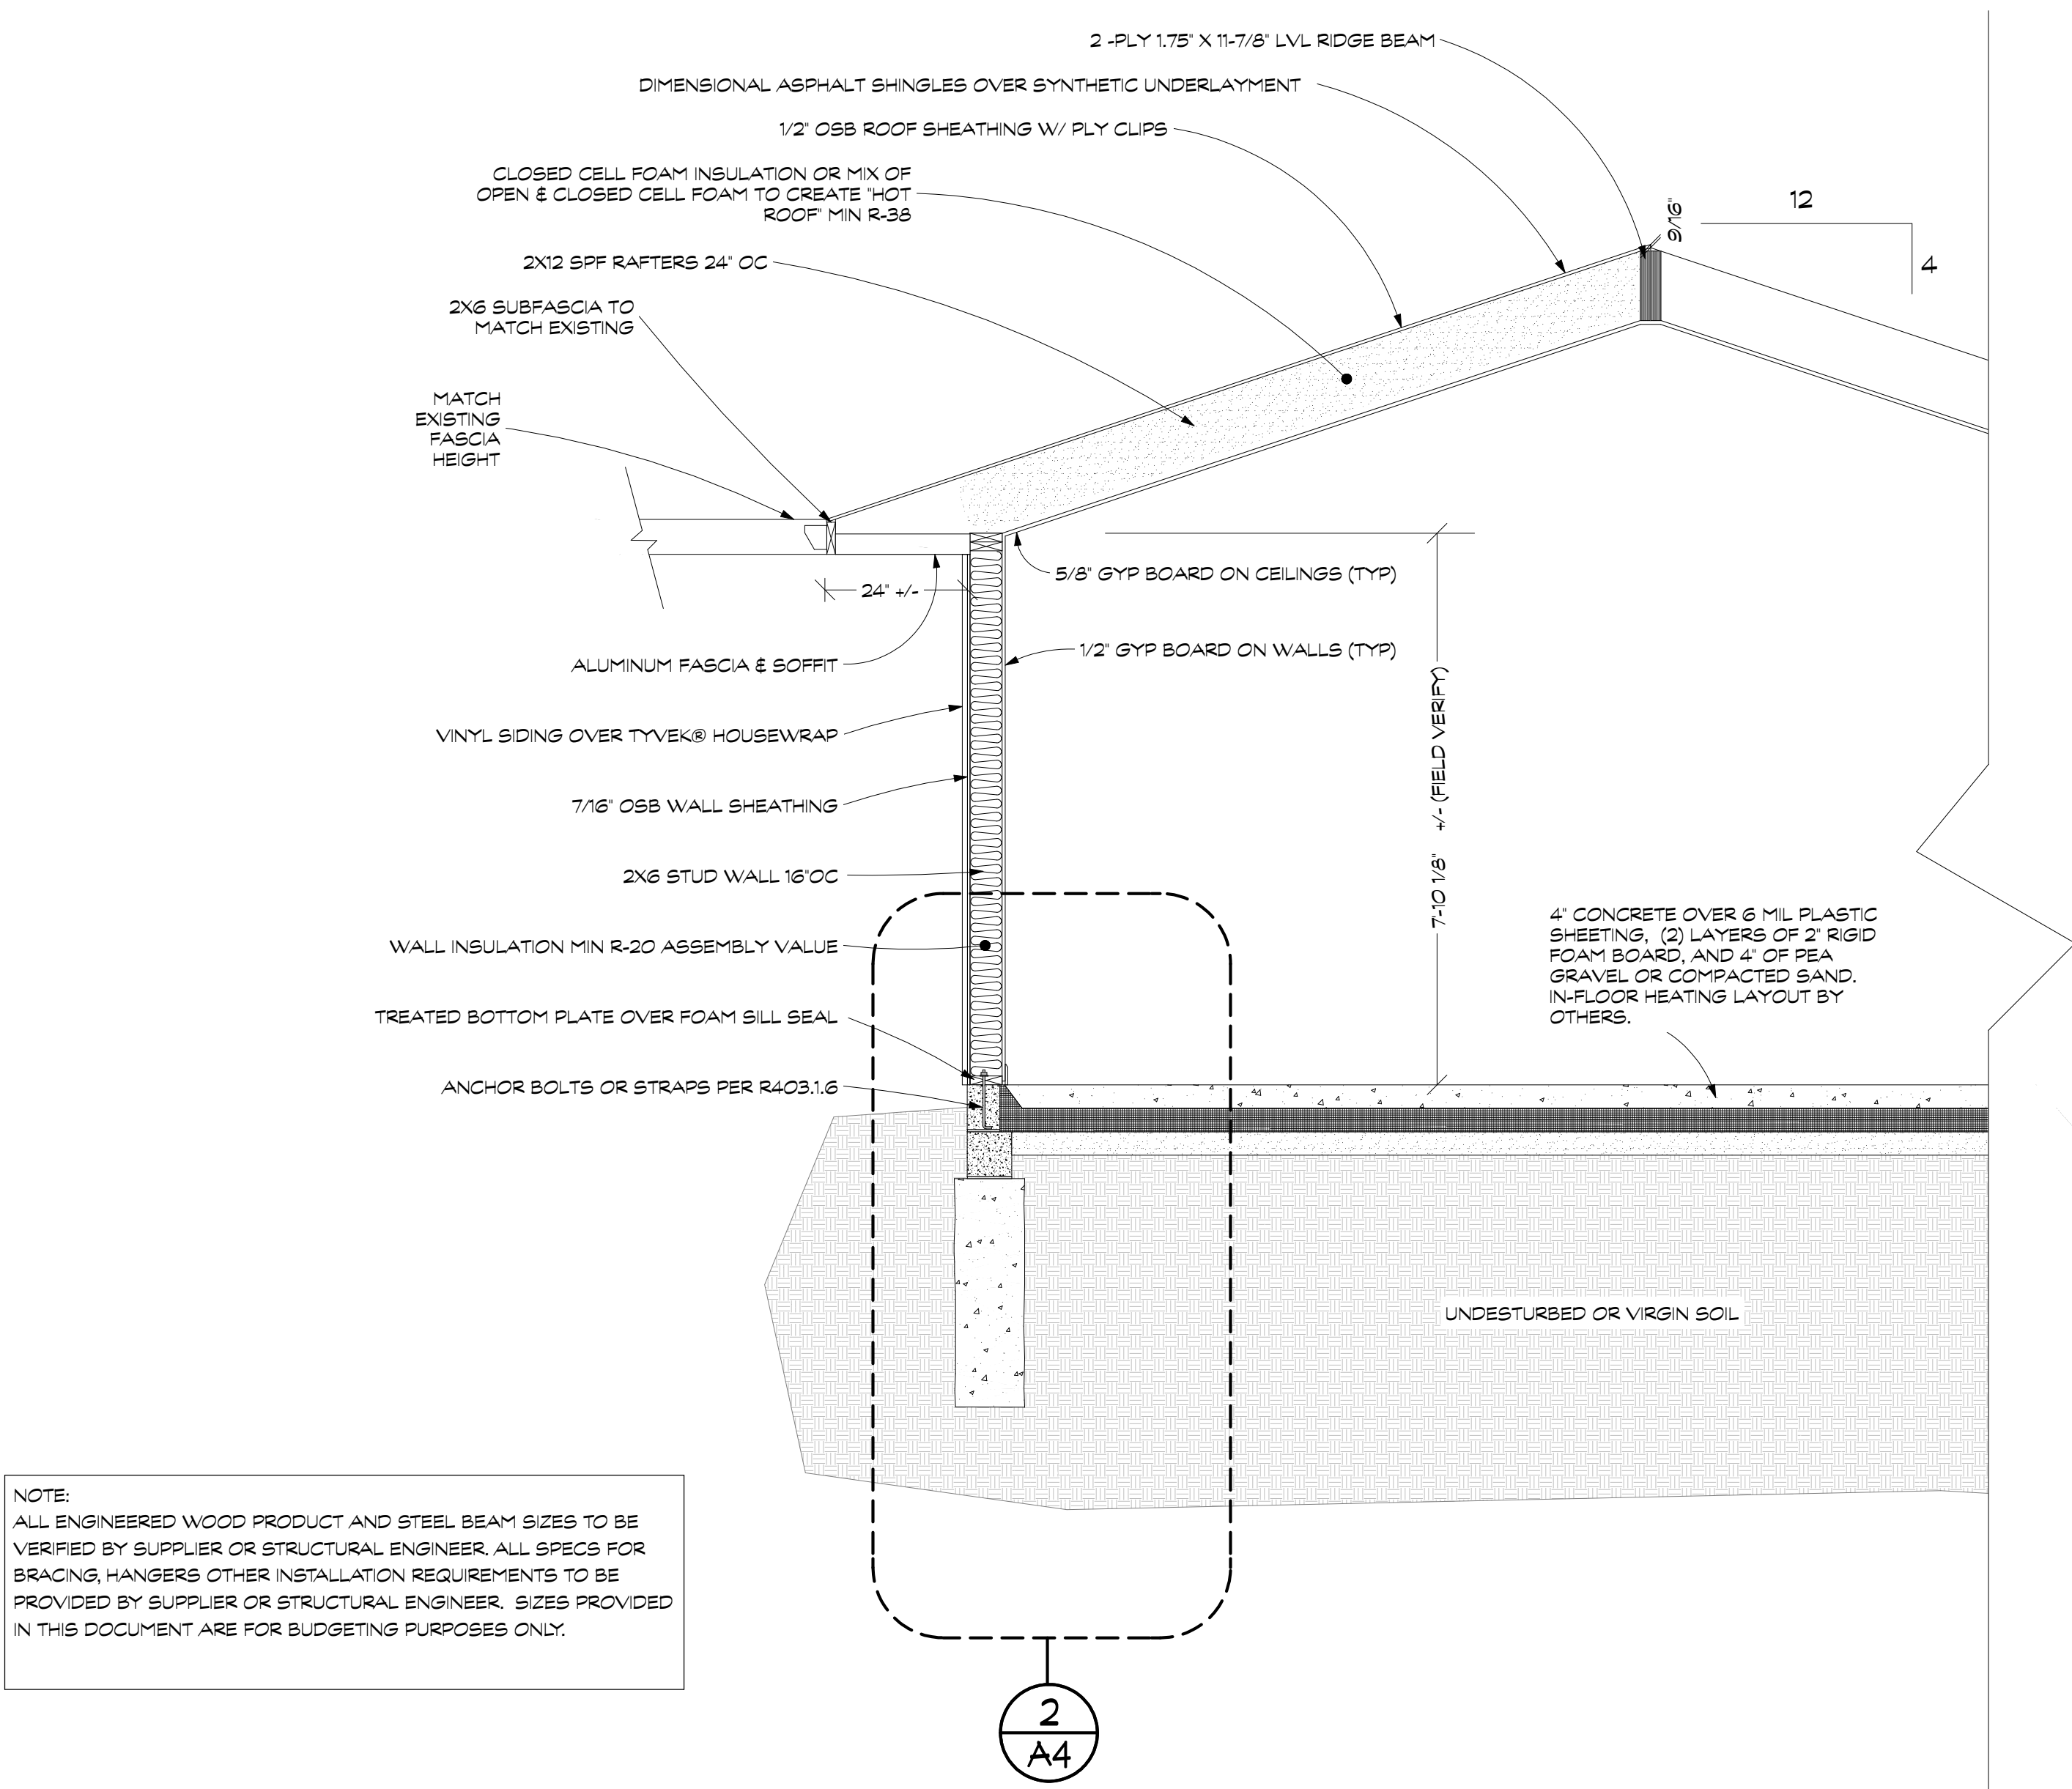 2 -PLY 1.75" X 11-7/8" LVL RIDGE BEAM
DIMENSIONAL ASPHALT SHINGLES OVER SYNTHETIC UNDERLAYMENT
1/2" OSB ROOF SHEATHING W/ PLY CLIPS
CLOSED CELL FOAM INSULATION OR MIX OF
OPEN & CLOSED CELL FOAM TO CREATE "HOT
ROOF" MIN R-38
9/16"
12
4
2X12 SPF RAFTERS 24" OC
2X6 SUBFASCIA TO
MATCH EXISTING
MATCH
EXISTING
FASCIA
HEIGHT
24" +/-
5/8" GYP BOARD ON CEILINGS (TYP)
1/2" GYP BOARD ON WALLS (TYP)
ALUMINUM FASCIA & SOFFIT
VINYL SIDING OVER TYVEK® HOUSEWRAP
7/16" OSB WALL SHEATHING
7-10 1/8" +/- (FIELD VERIFY)
2X6 STUD WALL 16"OC
WALL INSULATION MIN R-20 ASSEMBLY VALUE
TREATED BOTTOM PLATE OVER FOAM SILL SEAL
ANCHOR BOLTS OR STRAPS PER R403.1.6
4" CONCRETE OVER 6 MIL PLASTIC
SHEETING, (2) LAYERS OF 2" RIGID
FOAM BOARD, AND 4" OF PEA
GRAVEL OR COMPACTED SAND.
IN-FLOOR HEATING LAYOUT BY
OTHERS.
UNDESTURBED OR VIRGIN SOIL
NOTE:
ALL ENGINEERED WOOD PRODUCT AND STEEL BEAM SIZES TO BE
VERIFIED BY SUPPLIER OR STRUCTURAL ENGINEER. ALL SPECS FOR
BRACING, HANGERS OTHER INSTALLATION REQUIREMENTS TO BE
PROVIDED BY SUPPLIER OR STRUCTURAL ENGINEER. SIZES PROVIDED
IN THIS DOCUMENT ARE FOR BUDGETING PURPOSES ONLY.
2
A4